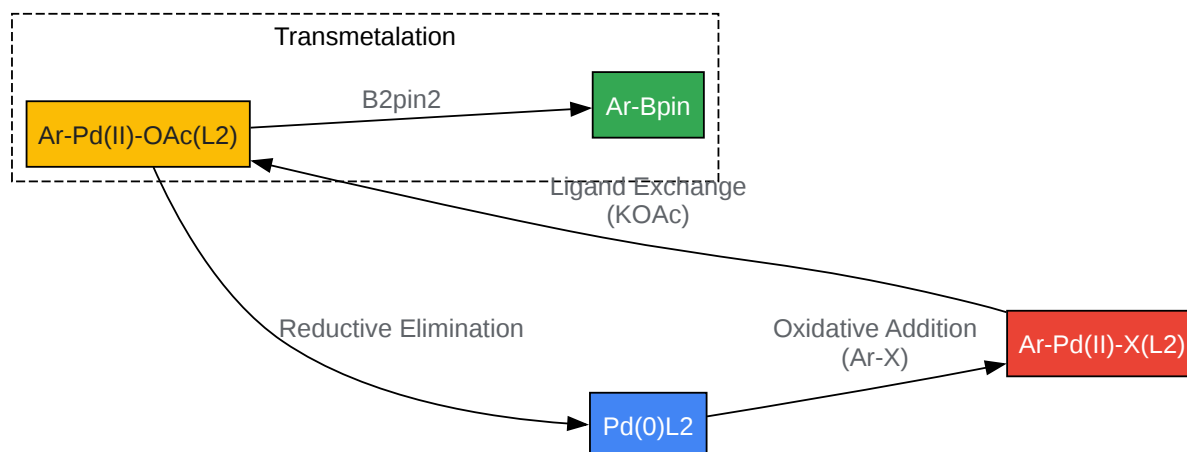 Transmetalation
B2pin2
Ar-Bpin
Ar-Pd(II)-OAc(L2)
Ligand Exchange
(KOAc)
Reductive Elimination
Oxidative Addition
(Ar-X)
Ar-Pd(II)-X(L2)
Pd(0)L2